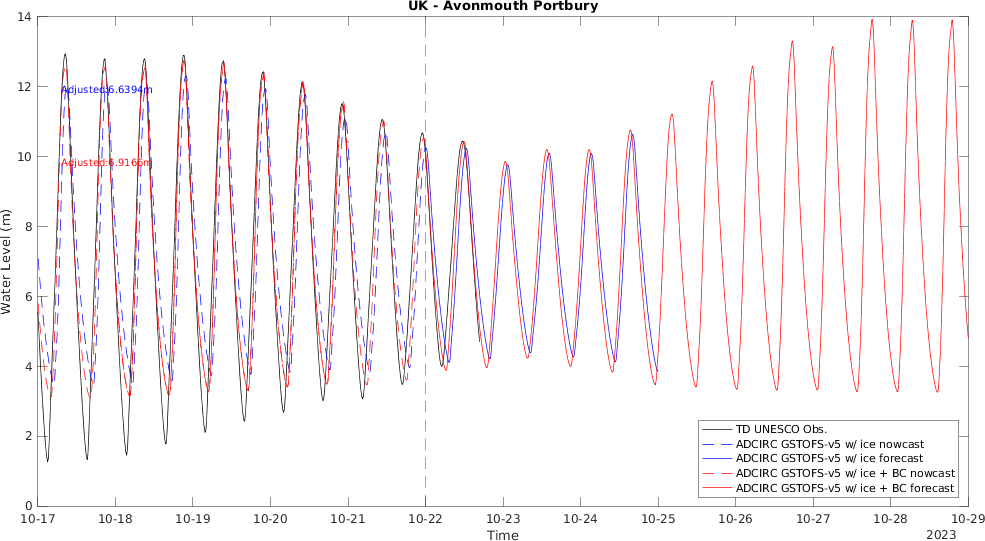 UK - Avonmouth Portbury
14
12
10
8
6
4
2
0
Water Level (m)
Adjusted:6.6394m
Adjusted:6.9166m
10-17
10-18
10-19
10-20
10-21
10-22
10-23
10-24
10-25
10-26
10-27
10-28
10-29
Time
2023
TD UNESCO Obs.
ADCIRC GSTOFS-v5 w/ ice nowcast
ADCIRC GSTOFS-v5 w/ ice forecast
ADCIRC GSTOFS-v5 w/ ice + BC nowcast
ADCIRC GSTOFS-v5 w/ ice + BC forecast